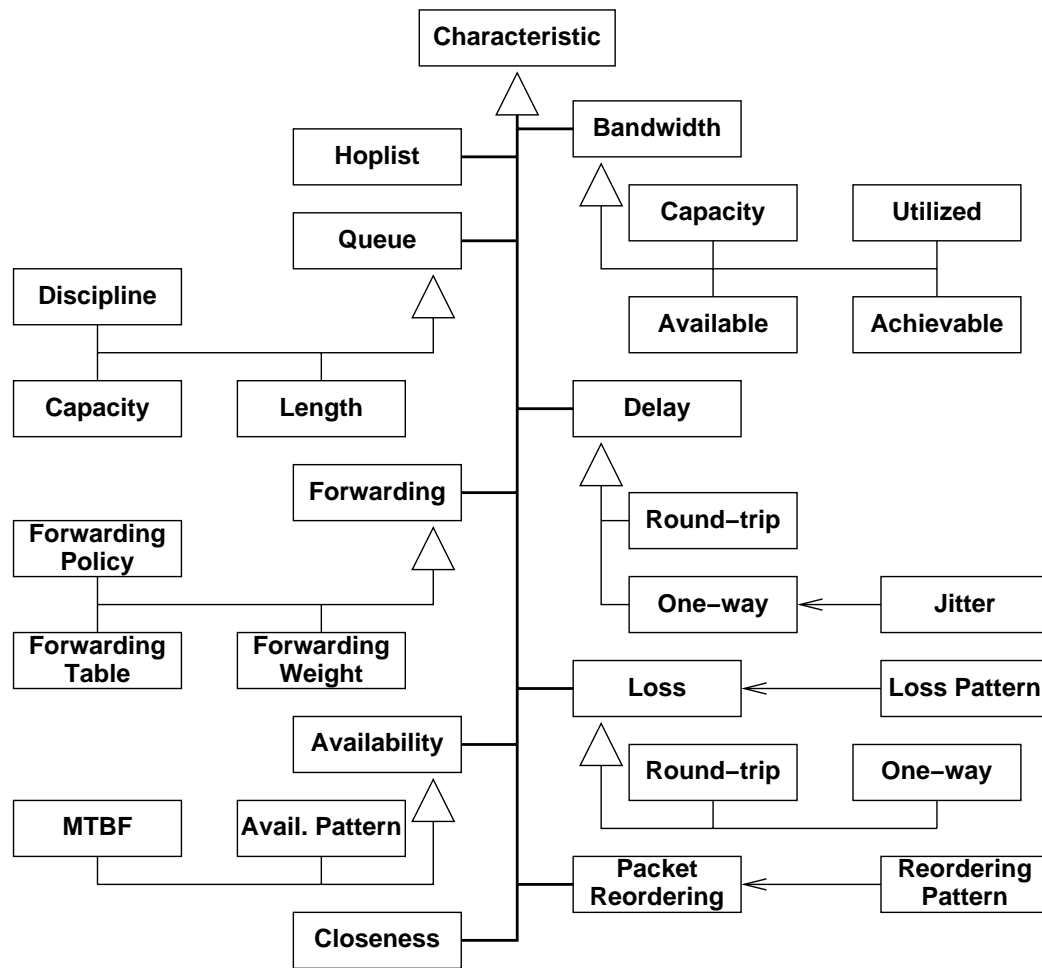 Characteristic
Bandwidth
Hoplist
Capacity
Utilized
Queue
Discipline
Available
Achievable
Capacity
Length
Delay
Forwarding
Round−trip
Forwarding
Policy
One−way
Jitter
Forwarding
Table
Forwarding
Weight
Loss
Loss Pattern
Availability
Round−trip
One−way
MTBF
Avail. Pattern
Packet
Reordering
Reordering
Pattern
Closeness